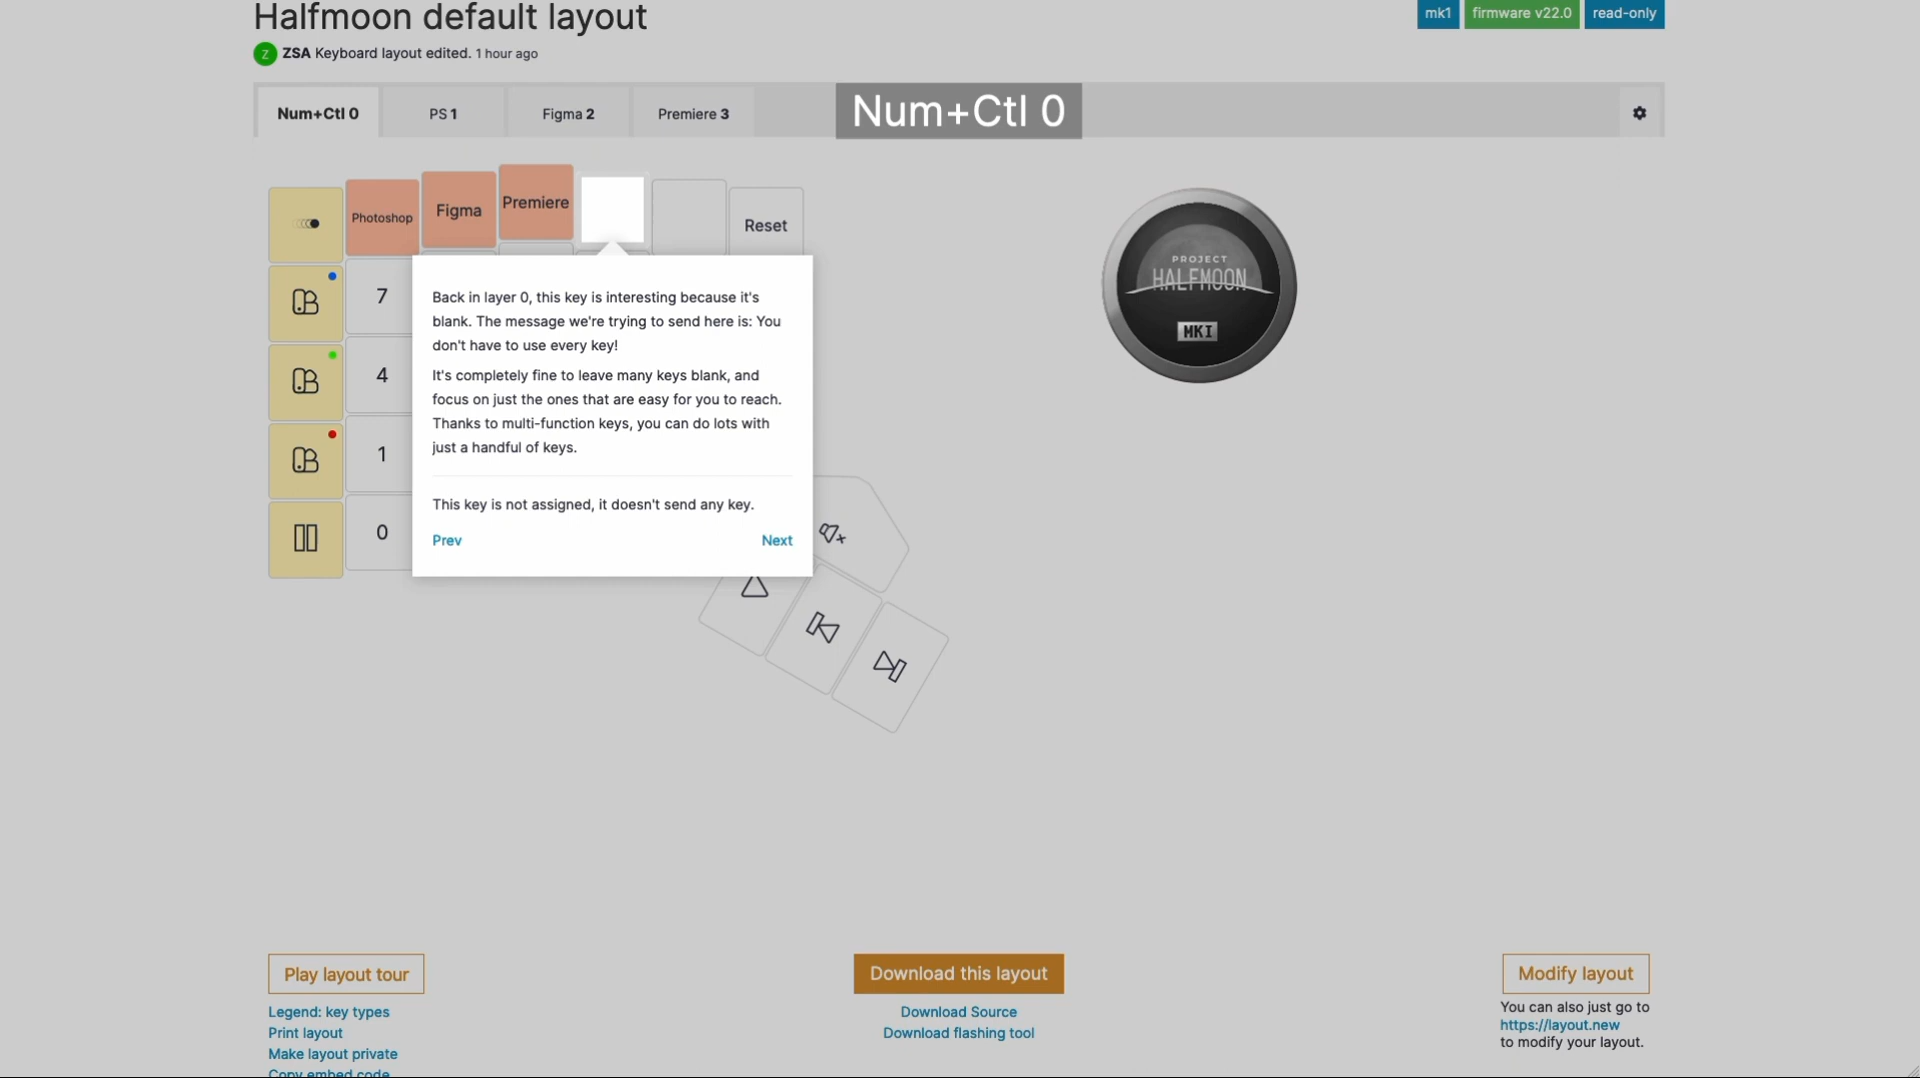 Halfmoon default layout
mk1
firmware v22.0
read-only
Z
ZSA Keyboard layout edited. 1 hour ago
Num+Ctl 0
PS 1
Figma 2
Premiere 3
Num+Ctl 0
Photoshop
Figma
Premiere
Reset
7
4
1
0
Back in layer 0, this key is interesting because it's
blank. The message we're trying to send here is: You
don't have to use every key!
It's completely fine to leave many keys blank, and
focus on just the ones that are easy for you to reach.
Thanks to multi-function keys, you can do lots with
just a handful of keys.
This key is not assigned, it doesn't send any key.
Prev
Next
PROJECT
HALFMOON
MKI
Play layout tour
Legend: key types
Print layout
Make layout private
Copy embed code
Download this layout
Download Source
Download flashing tool
Modify layout
You can also just go to
https://layout.new
to modify your layout.